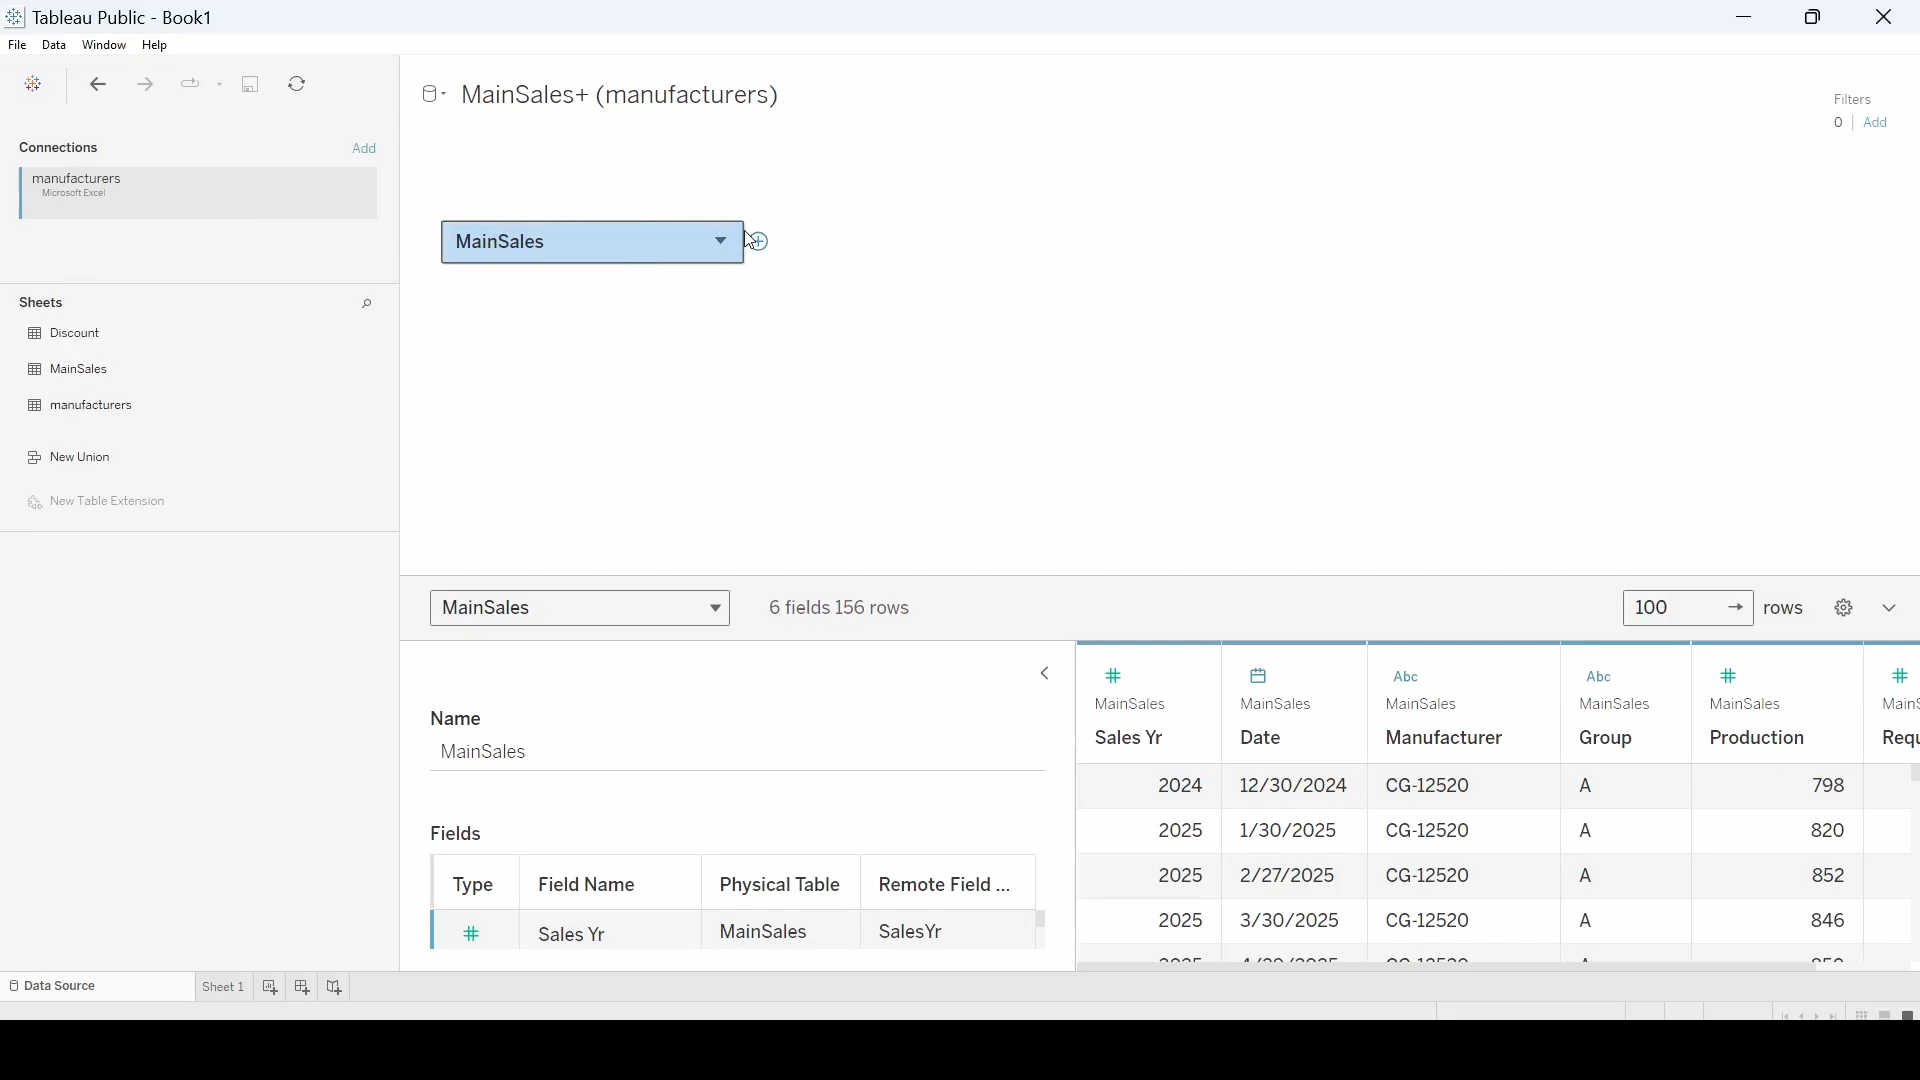 Tableau Public - Book1
File Data Window Help
MainSales+ (manufacturers)
Filters
0 | Add
Connections Add
manufacturers
Microsoft Excel
MainSales
Sheets
Discount
MainSales
manufacturers
New Union
New Table Extension
MainSales 6 fields 156 rows 100 → rows
Name
MainSales
Fields
Type Field Name Physical Table Remote Field ...
# Sales Yr MainSales SalesYr
# Abc Abc # #
MainSales MainSales MainSales MainSales MainSales MainS
Sales Yr Date Manufacturer Group Production Requ
2024 12/30/2024 CG-12520 A 798
2025 1/30/2025 CG-12520 A 820
2025 2/27/2025 CG-12520 A 852
2025 3/30/2025 CG-12520 A 846
Data Source Sheet 1